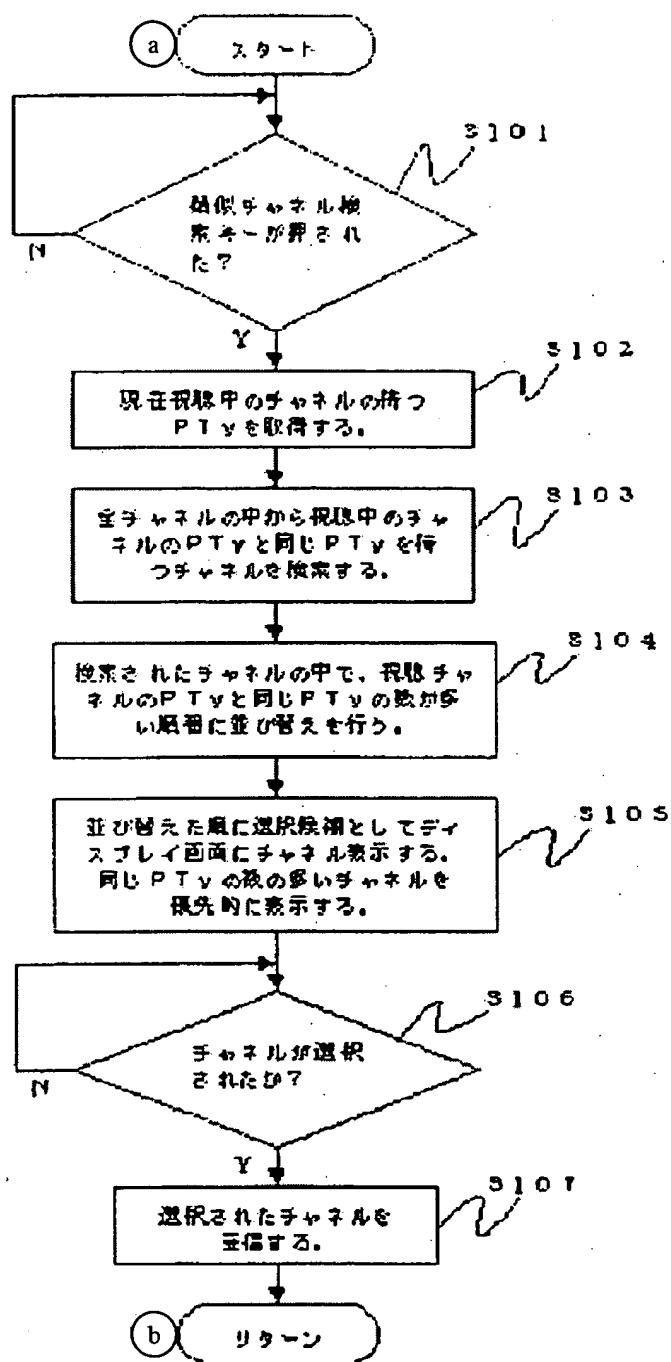 a
スタート
S101
類似チャネル検
索キーが押され
た？
N
Y
S102
現在視聴中のチャネルの持つ
ＰＴｙを取得する。
S103
全チャネルの中から視聴中のチャ
ネルのＰＴｙと同じＰＴｙを持
つチャネルを検索する。
S104
検索されたチャネルの中で、視聴チャ
ネルのＰＴｙと同じＰＴｙの数が多
い順番に並び替えを行う。
S105
並び替えた順に選択候補としてディ
スプレイ画面にチャネル表示する。
同じＰＴｙの数の多いチャネルを
優先的に表示する。
S106
チャネルが選択
されたか？
N
Y
S107
選択されたチャネルを
受信する。
b
リターン